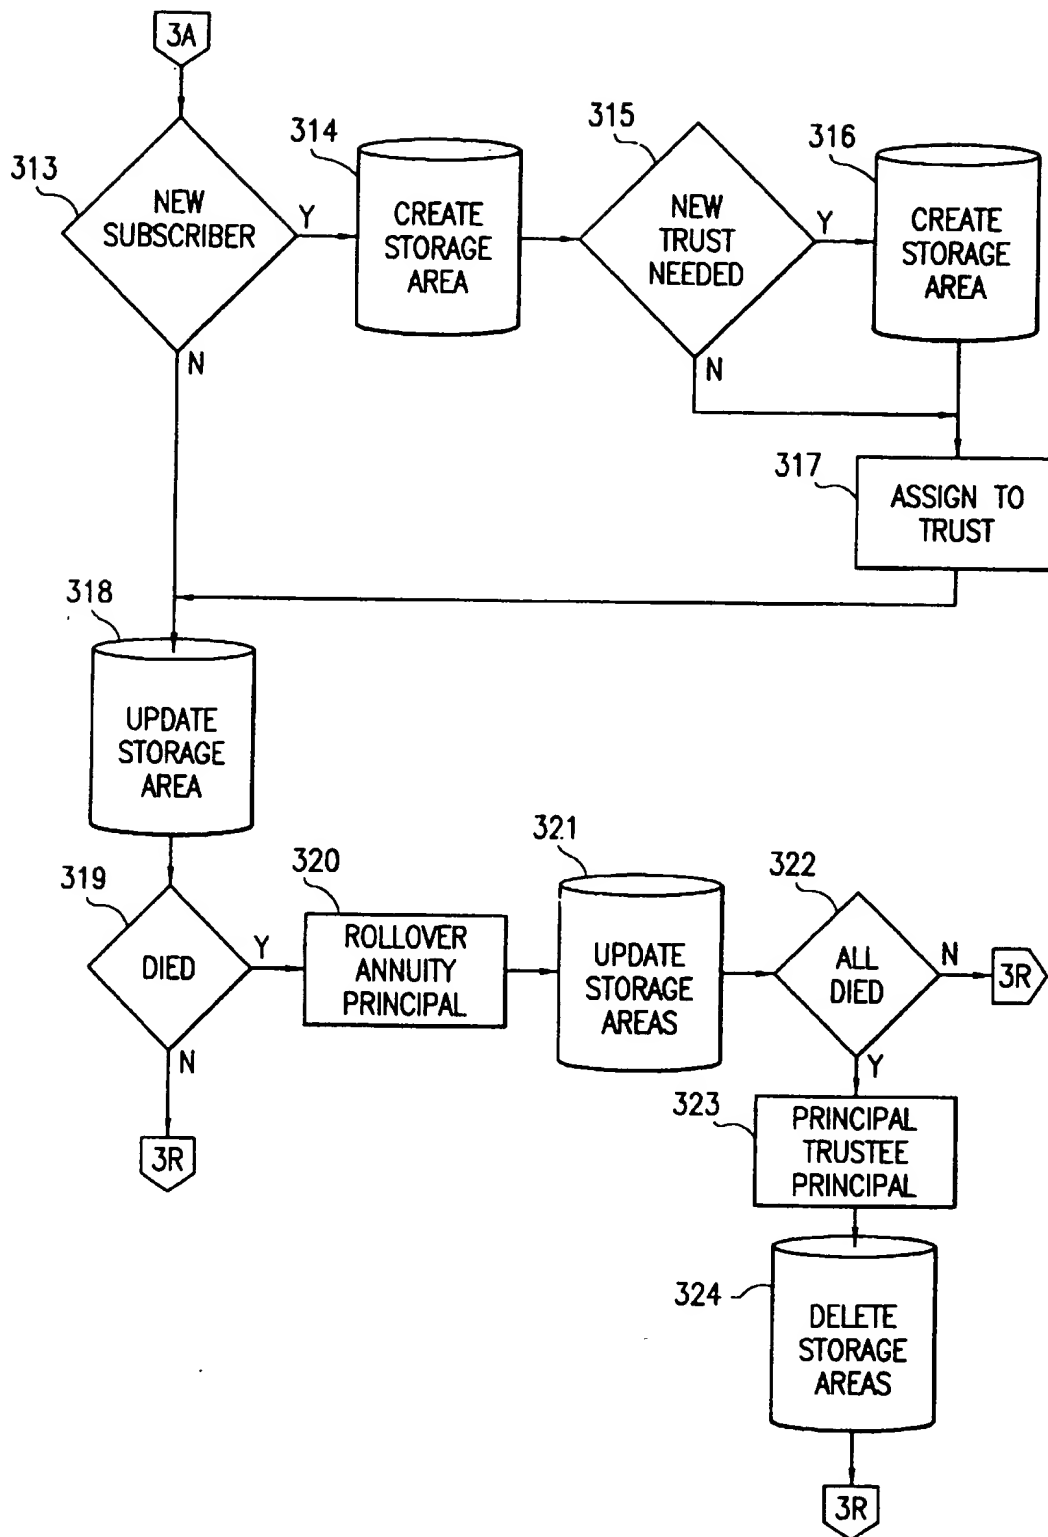 3A
313
NEW
SUBSCRIBER
Y
N
314
CREATE
STORAGE
AREA
315
NEW
TRUST
NEEDED
Y
N
316
CREATE
STORAGE
AREA
317
ASSIGN TO
TRUST
318
UPDATE
STORAGE
AREA
319
DIED
Y
N
3R
320
ROLLOVER
ANNUITY
PRINCIPAL
321
UPDATE
STORAGE
AREAS
322
ALL
DIED
N
3R
Y
323
PRINCIPAL
TRUSTEE
PRINCIPAL
324
DELETE
STORAGE
AREAS
3R